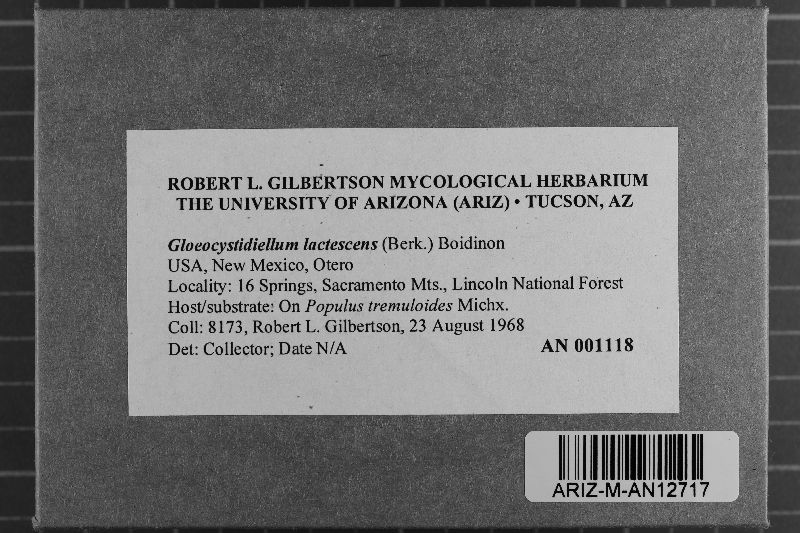 ROBERT L. GILBERTSON MYCOLOGICAL HERBARIUM
THE UNIVERSITY OF ARIZONA (ARIZ) • TUCSON, AZ
Gloeocystidiellum lactescens (Berk.) Boidinon
USA, New Mexico, Otero
Locality: 16 Springs, Sacramento Mts., Lincoln National Forest
Host/substrate: On Populus tremuloides Michx.
Coll: 8173, Robert L. Gilbertson, 23 August 1968
Det: Collector; Date N/A
AN 001118
ARIZ-M-AN12717